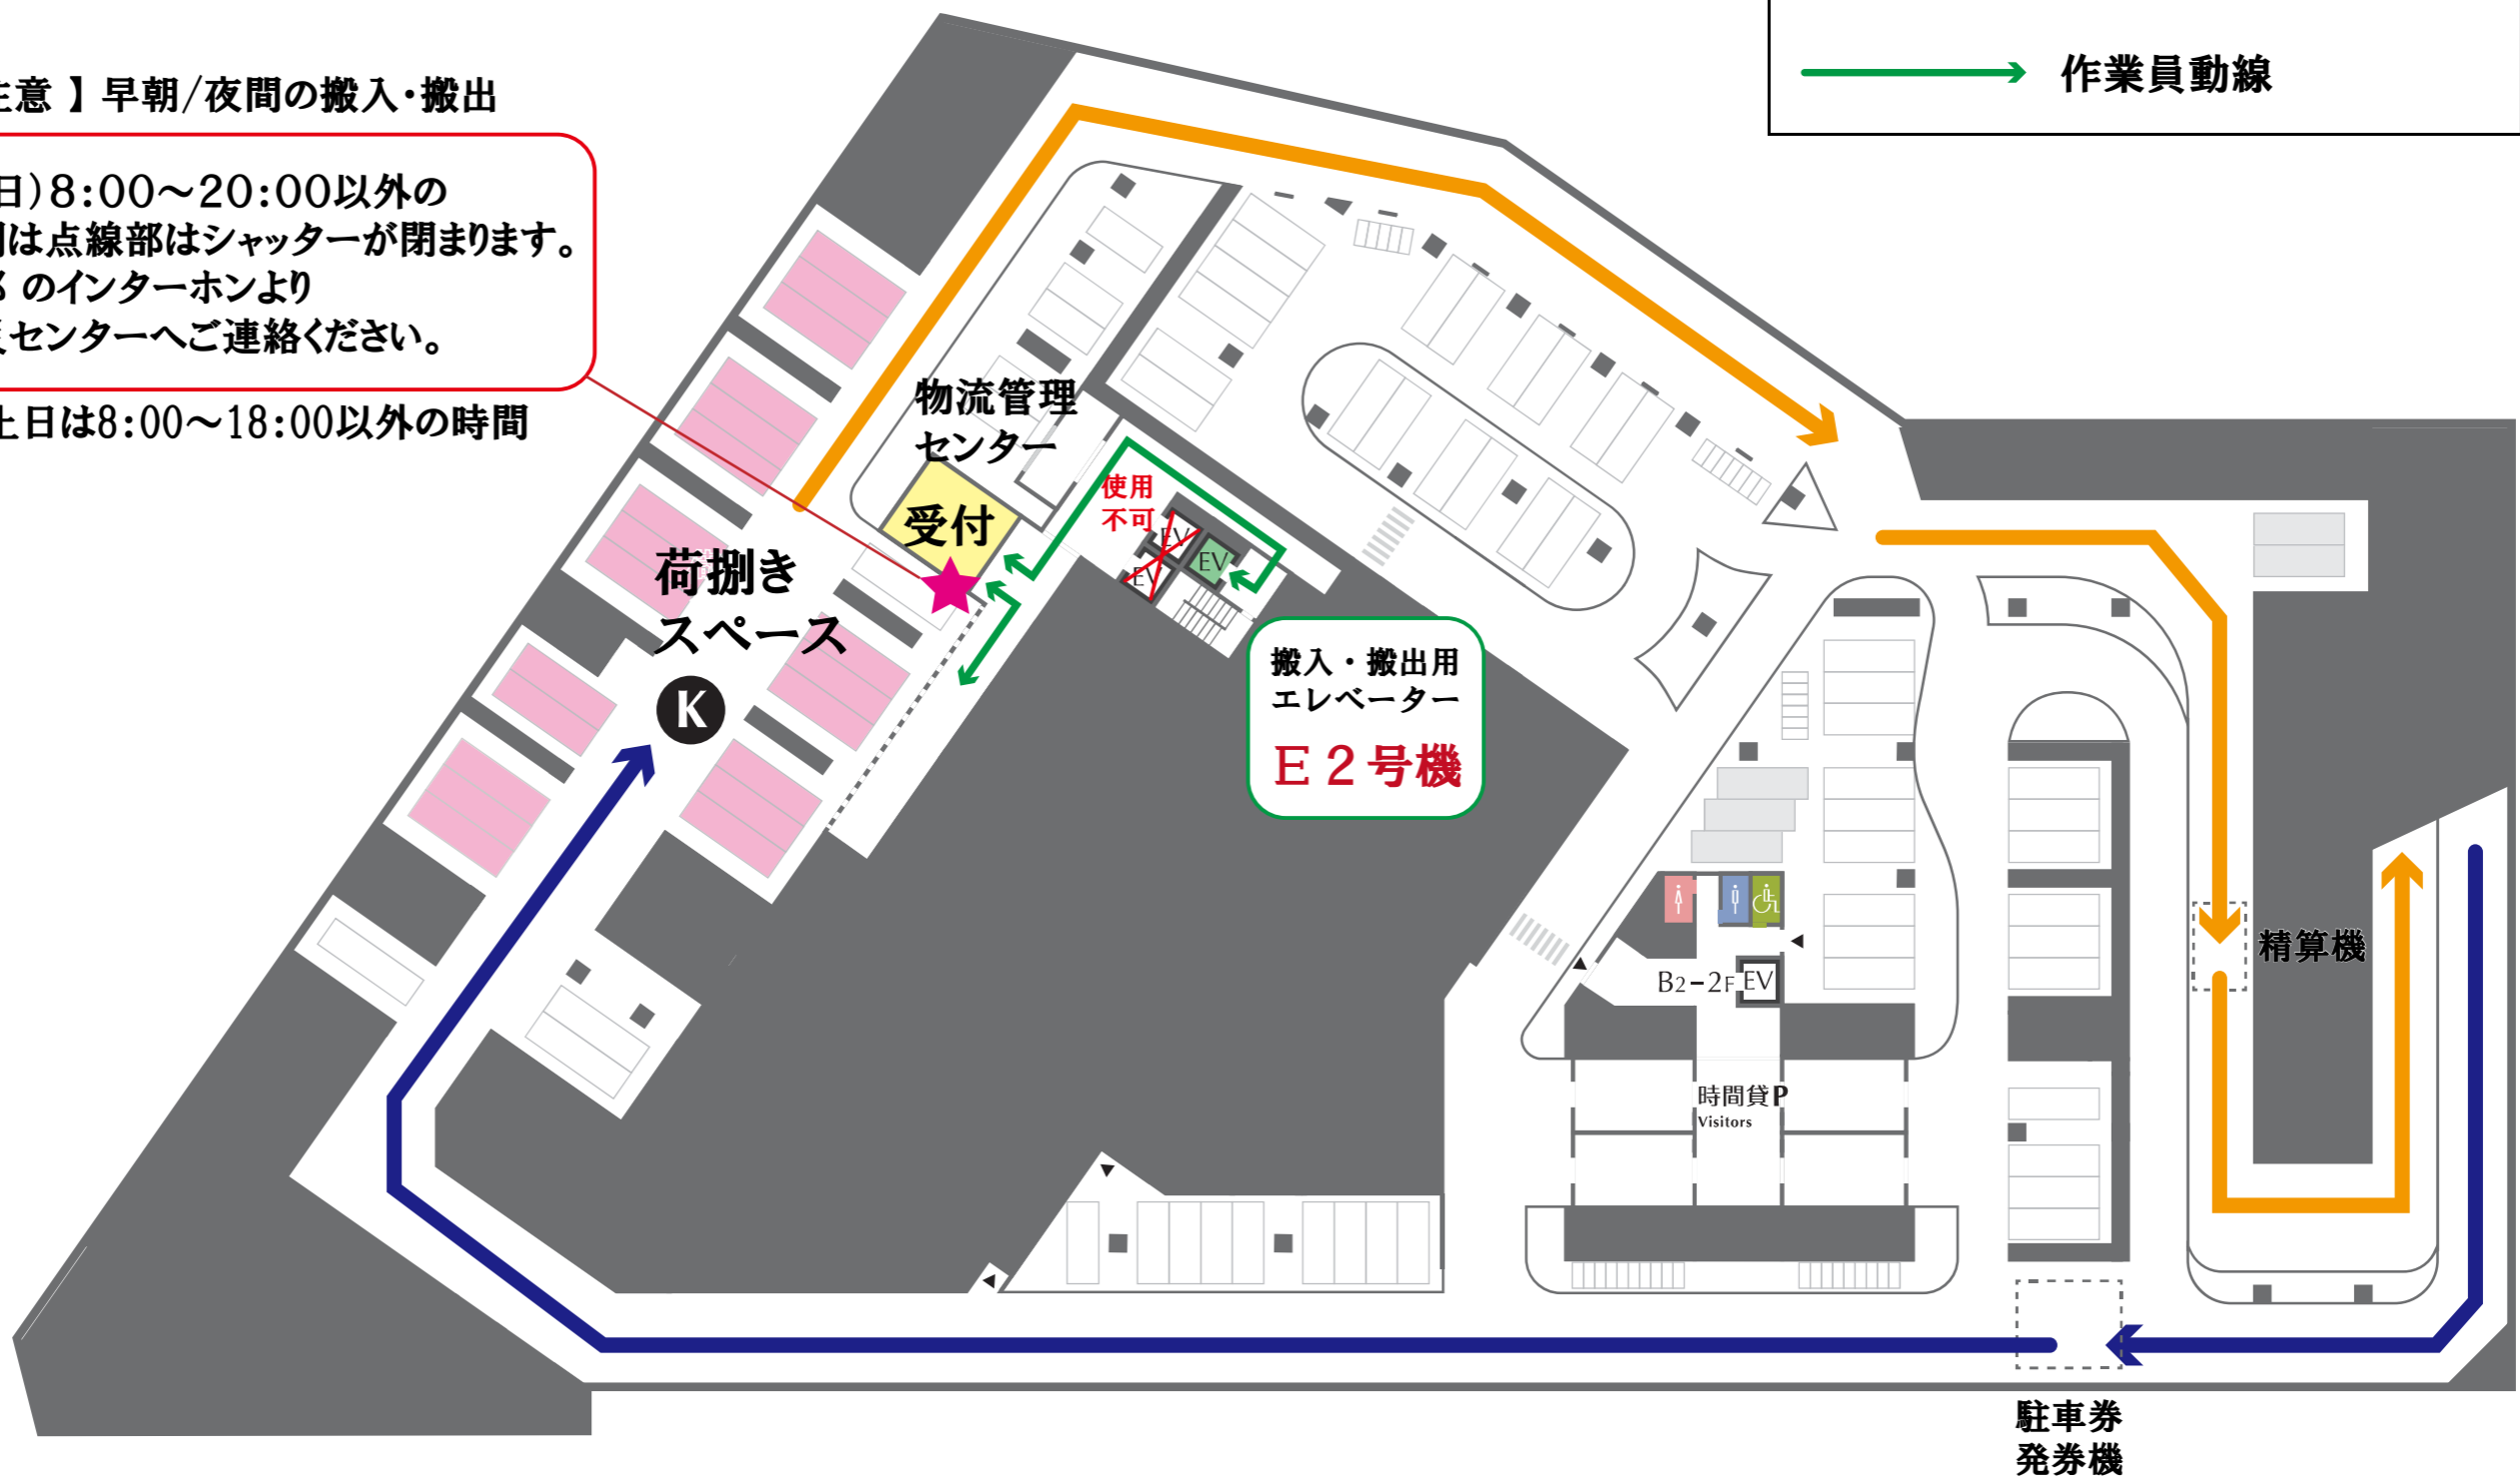 注意 】早朝/夜間の搬入・搬出
日)8:00～20:00以外の
間は点線部はシャッターが閉まります。
のインターホンより
センターへご連絡ください。
土日は8:00～18:00以外の時間
作業員動線
物流管理
センター
受付
使用
不可
EV
EV
EV
荷捌き
スペース
K
搬入・搬出用
エレベーター
E2号機
B2-2F EV
精算機
時間貸P
Visitors
駐車券
発券機